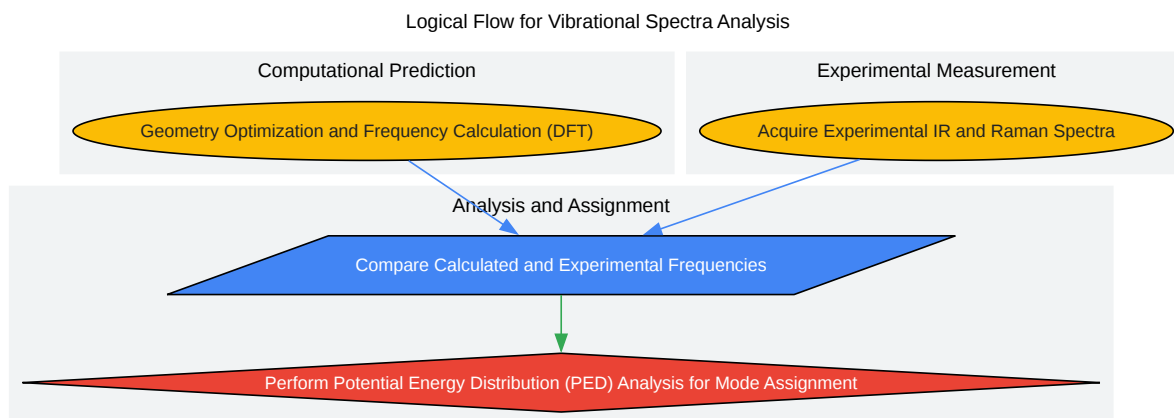 Logical Flow for Vibrational Spectra Analysis
Computational Prediction
Experimental Measurement
Geometry Optimization and Frequency Calculation (DFT)
Acquire Experimental IR and Raman Spectra
Analysis and Assignment
Compare Calculated and Experimental Frequencies
Perform Potential Energy Distribution (PED) Analysis for Mode Assignment